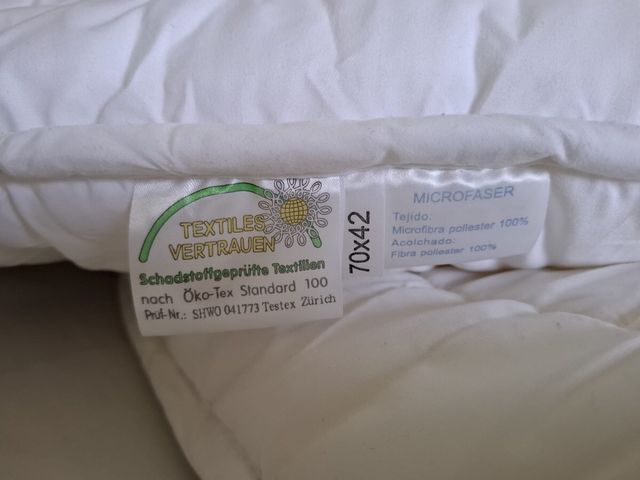 TEXTILES
VERTRAUEN
Schadstoffgeprüfte Textilien
nach Öko-Tex Standard 100
Prüf-Nr.: SHWO 041773 Testex Zürich
70x42
MICROFASER
Tejido:
Microfibra poliester 100%
Acolchado:
Fibra poliester 100%